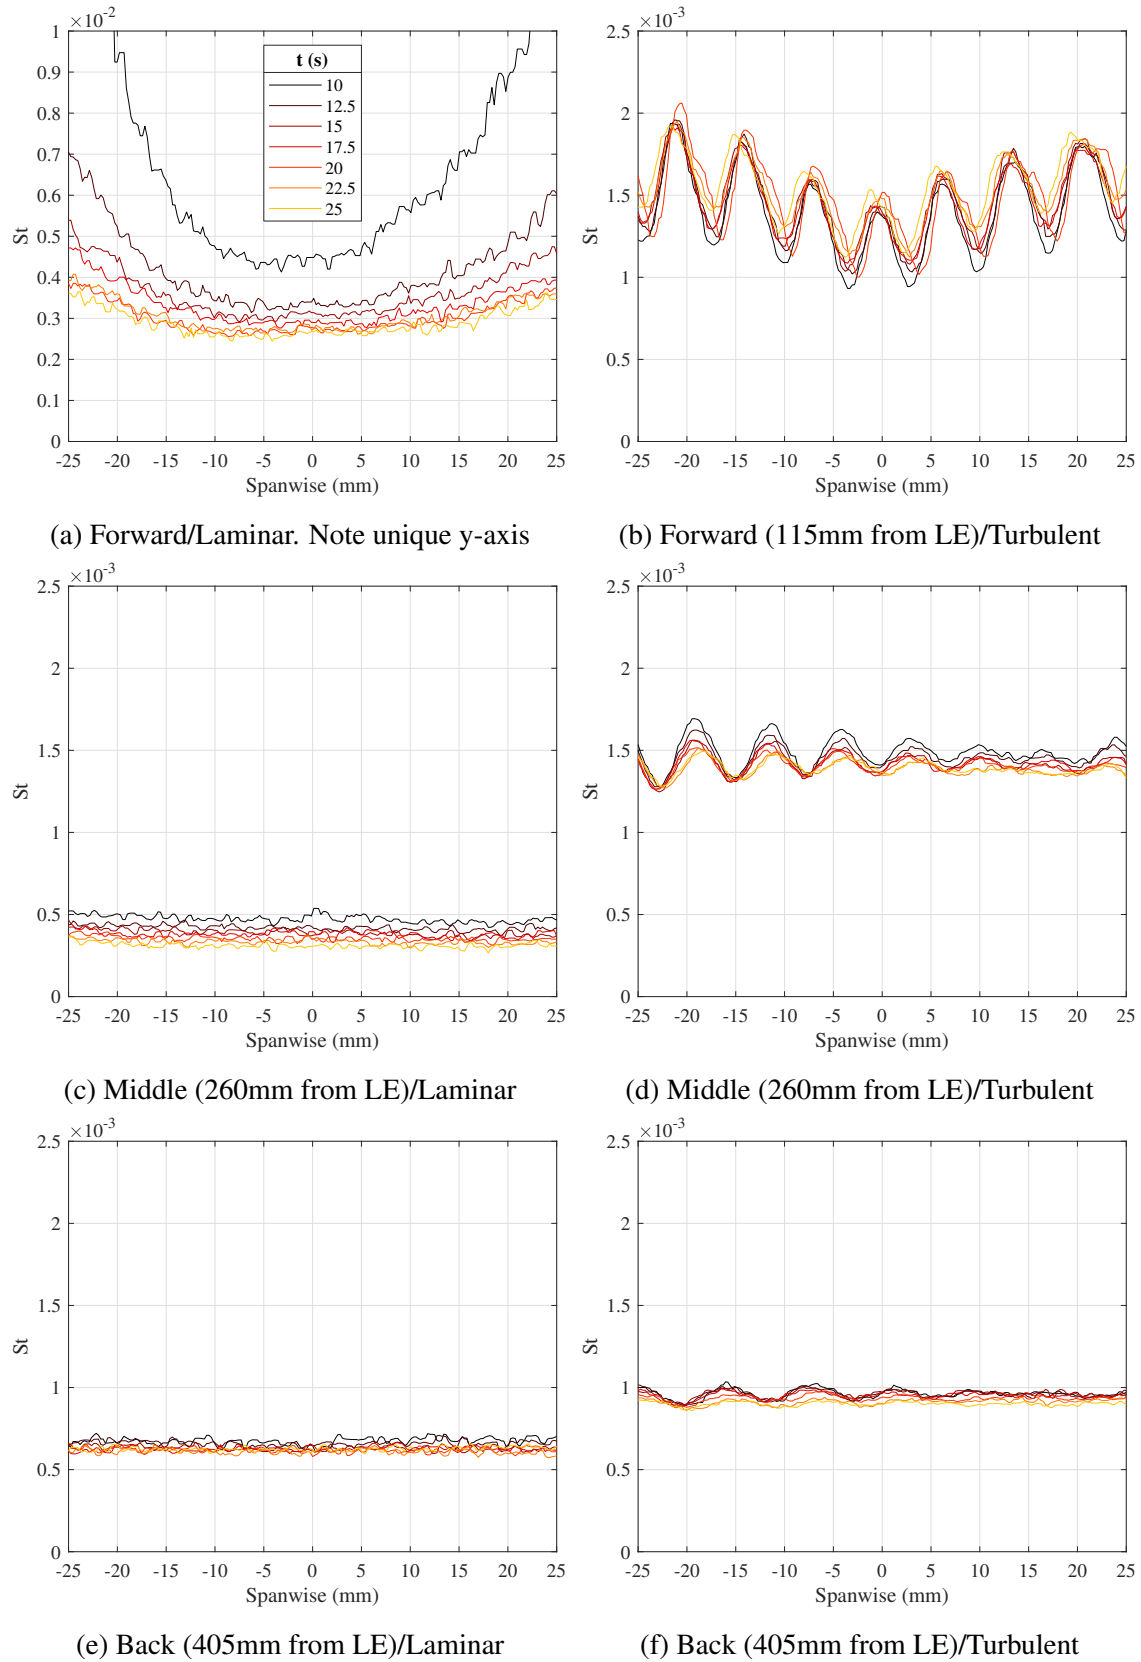 ×10-2
1
0.9
0.8
0.7
0.6
0.5
0.4
0.3
0.2
0.1
0
St
-25 -20 -15 -10 -5 0 5 10 15 20 25
Spanwise (mm)
t (s)
10
12.5
15
17.5
20
22.5
25
(a) Forward/Laminar. Note unique y-axis
×10-3
2.5
2
1.5
1
0.5
0
St
-25 -20 -15 -10 -5 0 5 10 15 20 25
Spanwise (mm)
(b) Forward (115mm from LE)/Turbulent
×10-3
2.5
2
1.5
1
0.5
0
St
-25 -20 -15 -10 -5 0 5 10 15 20 25
Spanwise (mm)
(c) Middle (260mm from LE)/Laminar
×10-3
2.5
2
1.5
1
0.5
0
St
-25 -20 -15 -10 -5 0 5 10 15 20 25
Spanwise (mm)
(d) Middle (260mm from LE)/Turbulent
×10-3
2.5
2
1.5
1
0.5
0
St
-25 -20 -15 -10 -5 0 5 10 15 20 25
Spanwise (mm)
(e) Back (405mm from LE)/Laminar
×10-3
2.5
2
1.5
1
0.5
0
St
-25 -20 -15 -10 -5 0 5 10 15 20 25
Spanwise (mm)
(f) Back (405mm from LE)/Turbulent